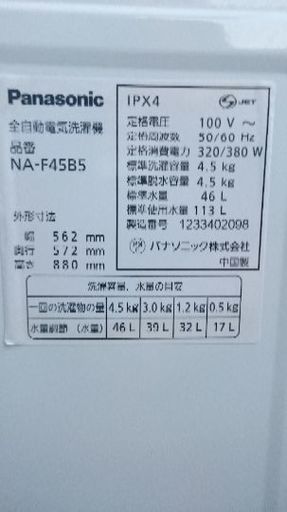 Panasonic
全自動電気洗濯機
品番
NA-F45B5
外形寸法
幅 562 mm
奥行 572 mm
高さ 880 mm
IPX4 JET
定格電圧 100 V ～
定格周波数 50/60 Hz
定格消費電力 320/380 W
標準洗濯容量 4.5 kg
標準脱水容量 4.5 kg
標準水量 46 L
標準使用水量 113 L
製造番号 1233402098
パナソニック株式会社
中国製
洗濯容量、水量の目安
一回の洗濯物の量 4.5 kg 3.0 kg 1.2 kg 0.5 kg
水量調節 (水量) 46 L 39 L 32 L 17 L